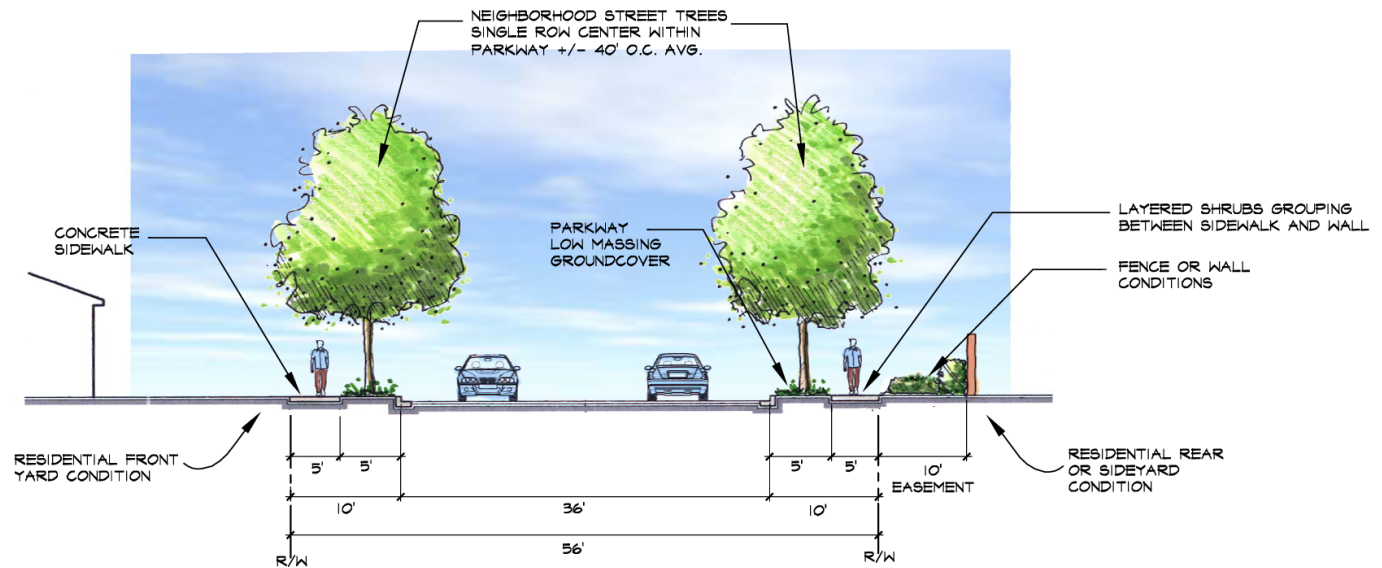 NEIGHBORHOOD STREET TREES
SINGLE ROW CENTER WITHIN
PARKWAY +/- 40' O.C. AVG.
CONCRETE
SIDEWALK
PARKWAY
LOW MASSING
GROUNDCOVER
LAYERED SHRUBS GROUPING
BETWEEN SIDEWALK AND WALL
FENCE OR WALL
CONDITIONS
RESIDENTIAL FRONT
YARD CONDITION
5' 5' 5' 5' 10'
EASEMENT
RESIDENTIAL REAR
OR SIDEYARD
CONDITION
10' 36' 10'
56'
R/W R/W